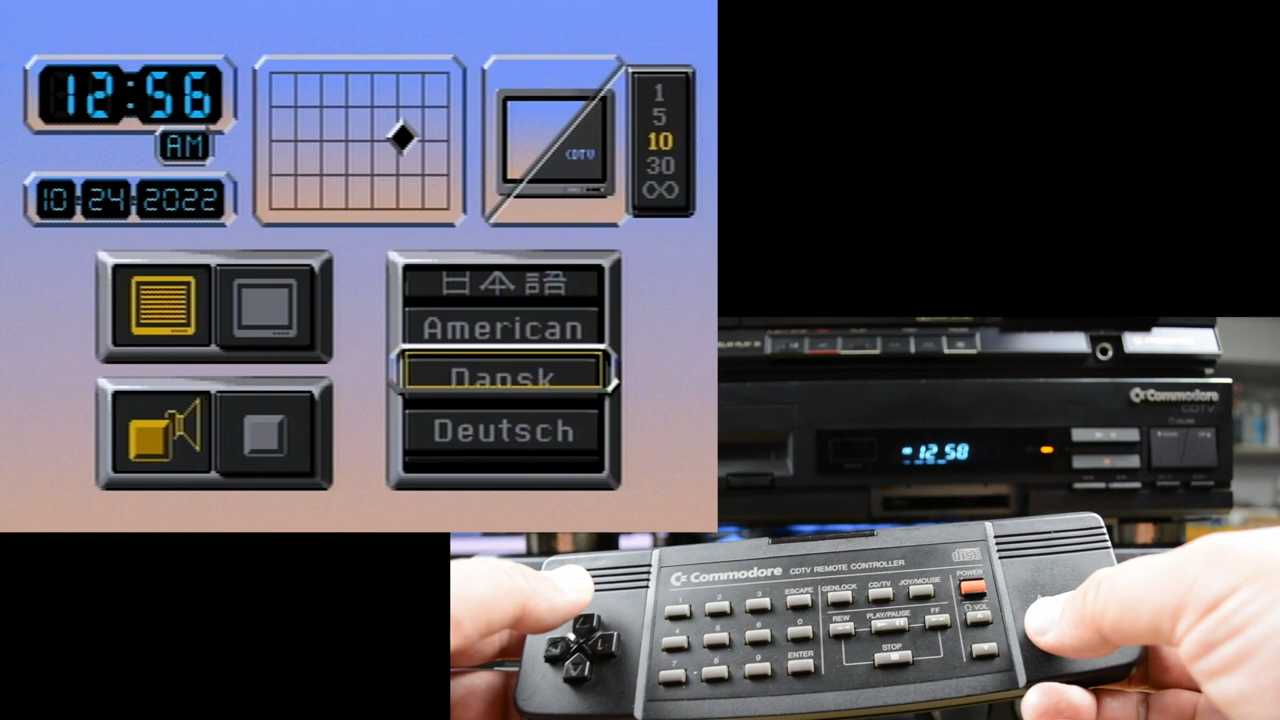 12:56
AM
10-24-2022
CDTV
1
5
10
30
∞
日本語
American
Dansk
Deutsch
Commodore
CDTV
12 58
Commodore CDTV REMOTE CONTROLLER
disc
1 2 3 ESCAPE GENLOCK CD/TV JOY/MOUSE POWER
4 5 6 0 REW PLAY/PAUSE FF VOL
7 8 9 ENTER STOP